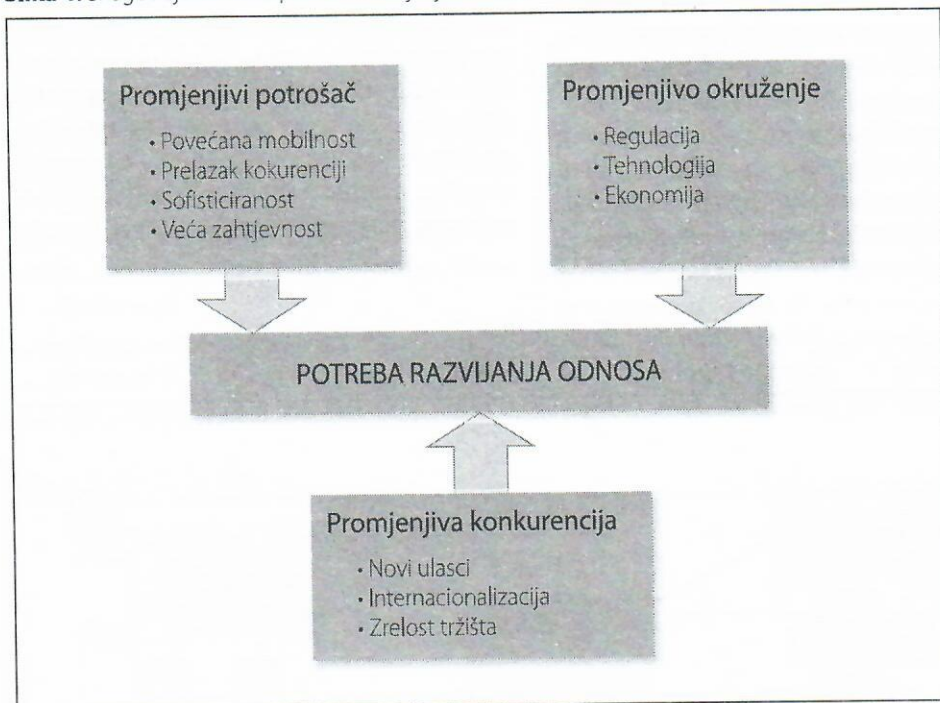 Promjenjivi potrošač
• Povećana mobilnost
• Prelazak kokurenciji
• Sofisticiranost
• Veća zahtjevnost
Promjenjivo okruženje
• Regulacija
• Tehnologija
• Ekonomija
POTREBA RAZVIJANJA ODNOSA
Promjenjiva konkurencija
• Novi ulasci
• Internacionalizacija
• Zrelost tržišta